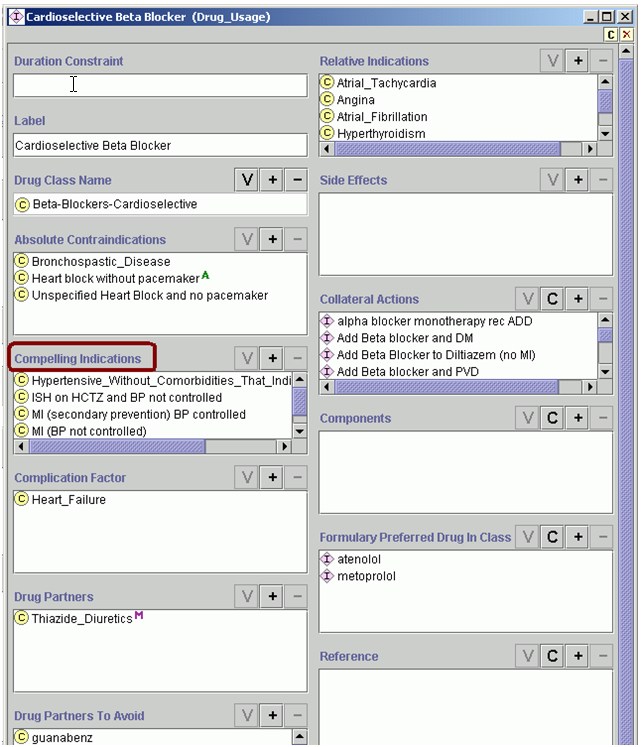 Cardioselective Beta Blocker (Drug_Usage)
Duration Constraint
Label
Cardioselective Beta Blocker
Drug Class Name
Beta-Blockers-Cardioselective
Absolute Contraindications
Bronchospastic_Disease
Heart block without pacemaker A
Unspecified Heart Block and no pacemaker
Compelling Indications
Hypertensive_Without_Comorbidities_That_Indi
ISH on HCTZ and BP not controlled
MI (secondary prevention) BP controlled
MI (BP not controlled)
Complication Factor
Heart_Failure
Drug Partners
Thiazide_Diuretics M
Drug Partners To Avoid
guanabenz
Relative Indications
Atrial_Tachycardia
Angina
Atrial_Fibrillation
Hyperthyroidism
Side Effects
Collateral Actions
alpha blocker monotherapy rec ADD
Add Beta blocker and DM
Add Beta Blocker to Diltiazem (no MI)
Add Beta blocker and PVD
Components
Formulary Preferred Drug In Class
atenolol
metoprolol
Reference